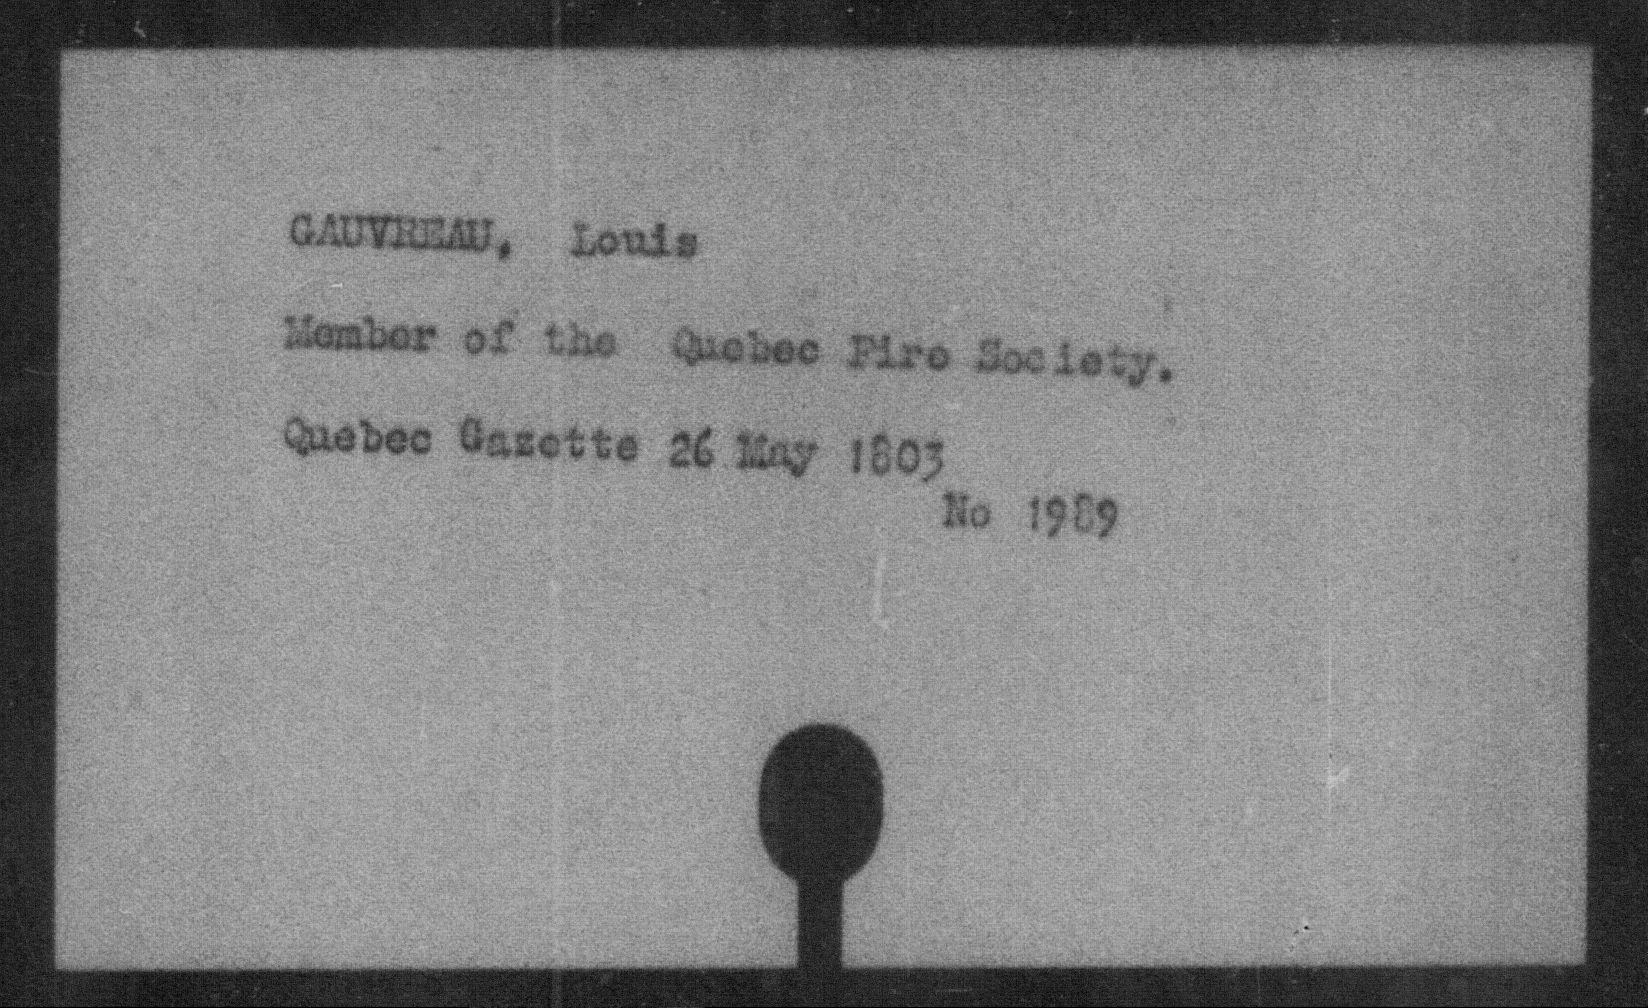 GAUVREAU, Louis
Member of the Quebec Fire Society.
Quebec Gazette 26 May 1803
No 1989